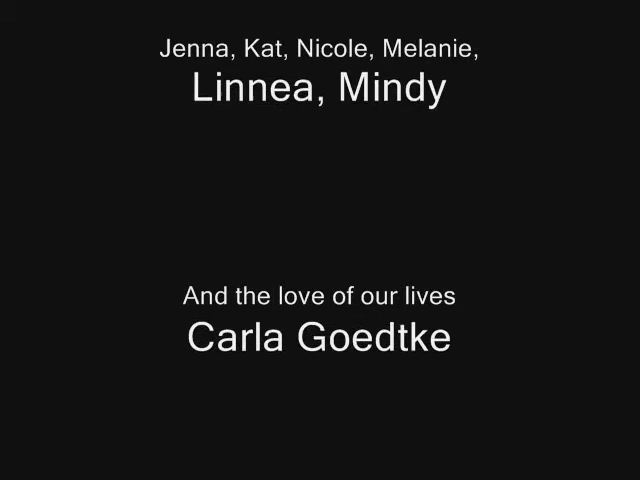 Jenna, Kat, Nicole, Melanie,
Linnea, Mindy
And the love of our lives
Carla Goedtke